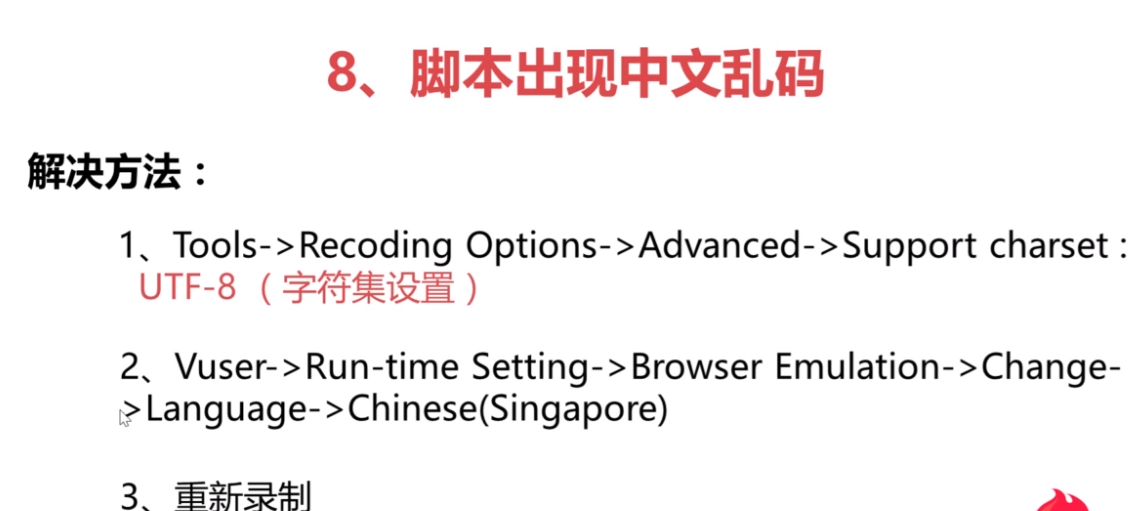 8、脚本出现中文乱码
解决方法：
1、Tools->Recoding Options->Advanced->Support charset：
UTF-8（字符集设置）
2、Vuser->Run-time Setting->Browser Emulation->Change-
>Language->Chinese(Singapore)
3、重新录制